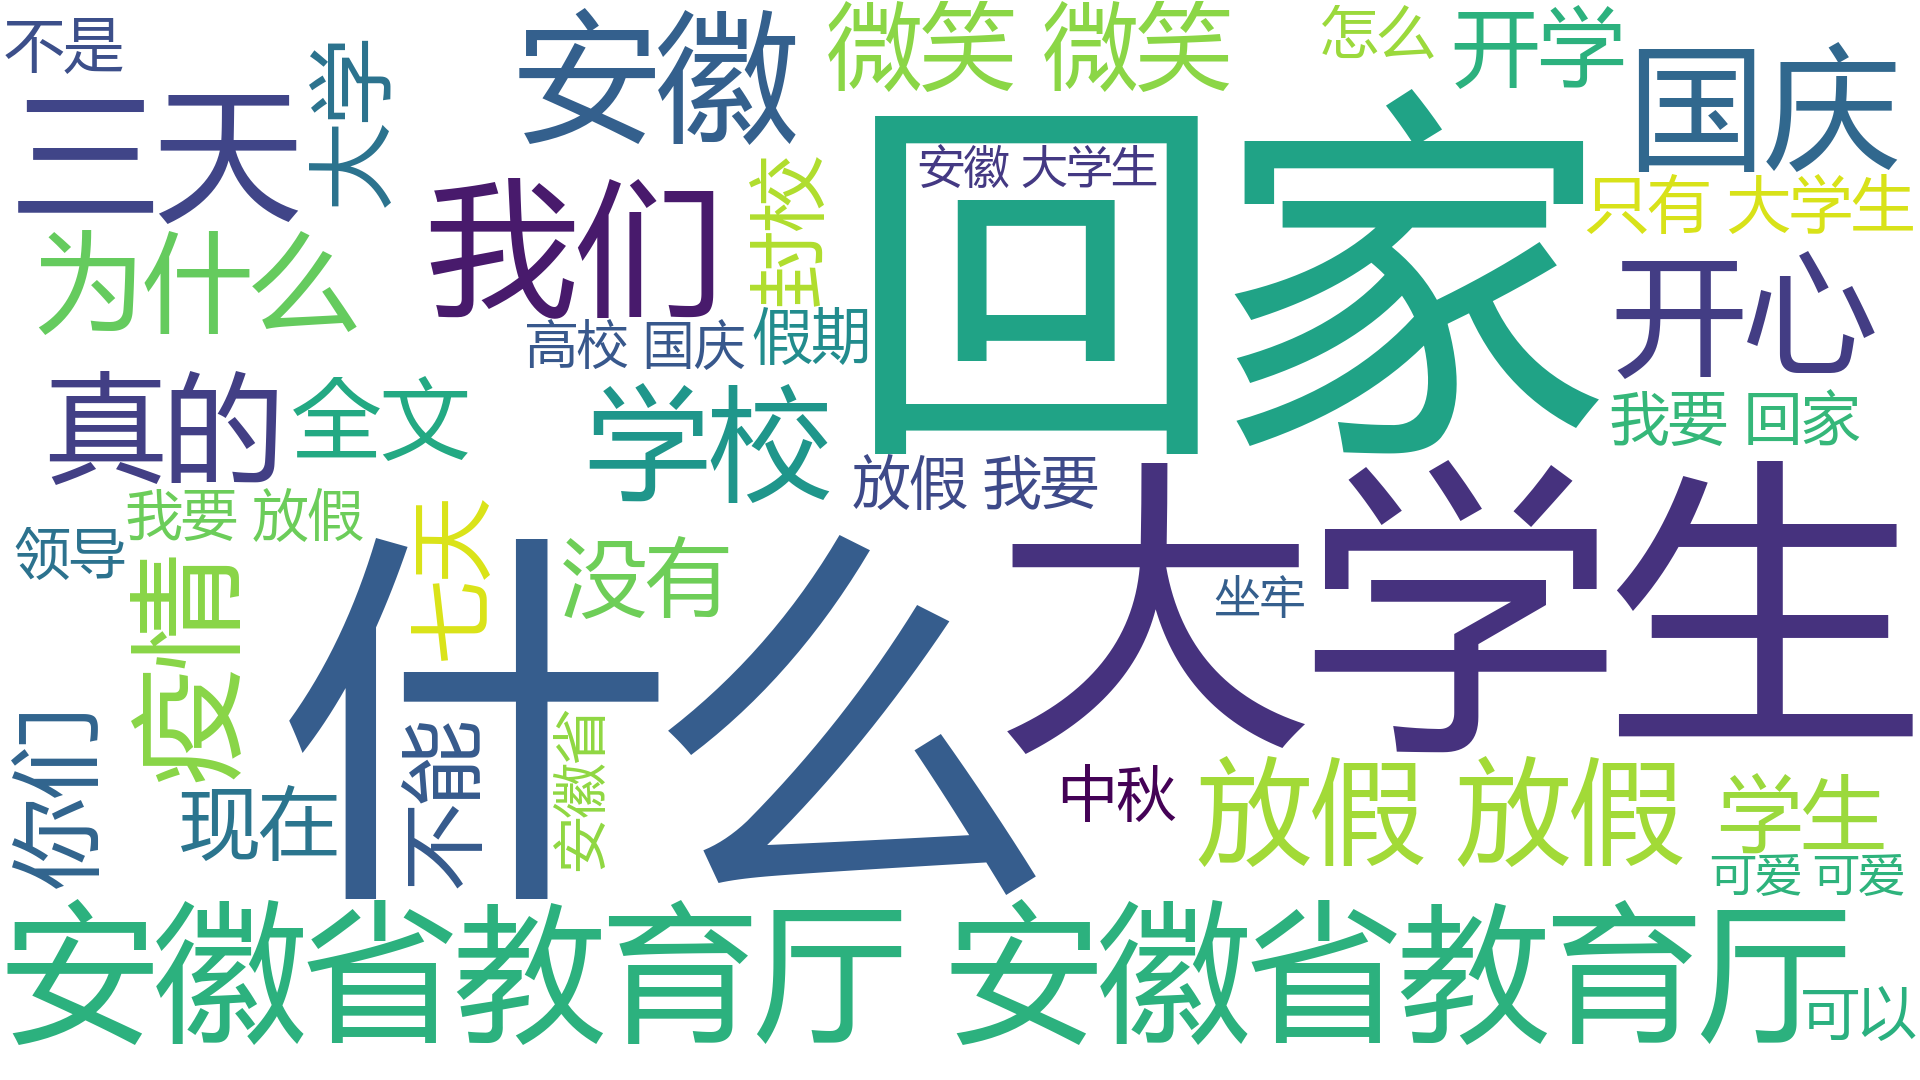 不是
大学
安徽
微笑 微笑
怎么
开学
国庆
三天
我们
封校
回家
安徽 大学生
只有 大学生
为什么
高校 国庆
假期
开心
真的
全文
学校
我要 回家
放假 我要
我要 放假
七天
领导
疫情
什么
没有
大学生
坐牢
你们
现在
不能
安徽省
中秋
放假 放假
学生
可爱 可爱
安徽省教育厅 安徽省教育厅
可以